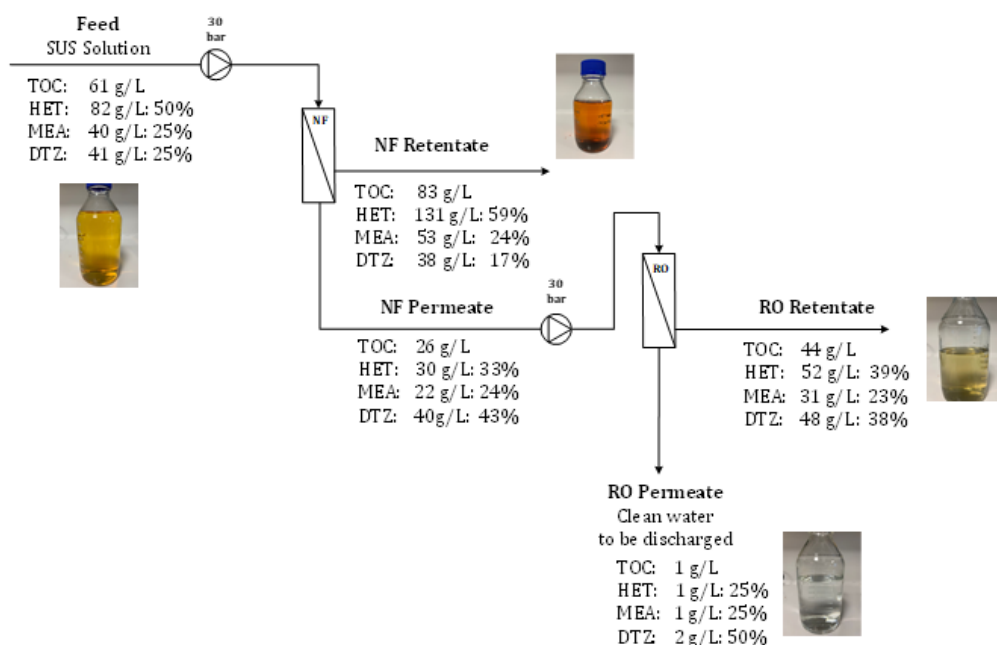 Feed
SUS Solution
TOC: 61 g/L
HET: 82 g/L: 50%
MEA: 40 g/L: 25%
DTZ: 41 g/L: 25%
30
bar
NF
NF Retentate
TOC: 83 g/L
HET: 131 g/L: 59%
MEA: 53 g/L: 24%
DTZ: 38 g/L: 17%
NF Permeate
TOC: 26 g/L
HET: 30 g/L: 33%
MEA: 22 g/L: 24%
DTZ: 40g/L: 43%
30
bar
RO
RO Retentate
TOC: 44 g/L
HET: 52 g/L: 39%
MEA: 31 g/L: 23%
DTZ: 48 g/L: 38%
RO Permeate
Clean water
to be discharged
TOC: 1 g/L
HET: 1 g/L: 25%
MEA: 1 g/L: 25%
DTZ: 2 g/L: 50%